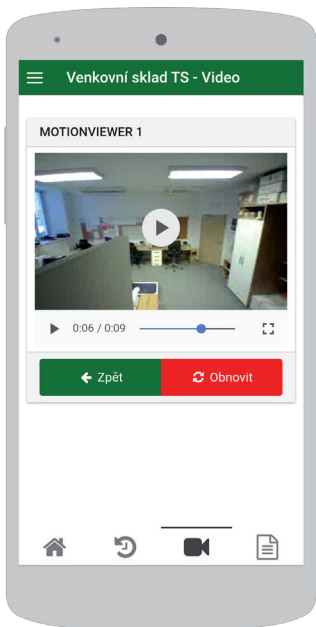 Venkovní sklad TS - Video
MOTIONVIEWER 1
0:06 / 0:09
Zpět
Obnovit